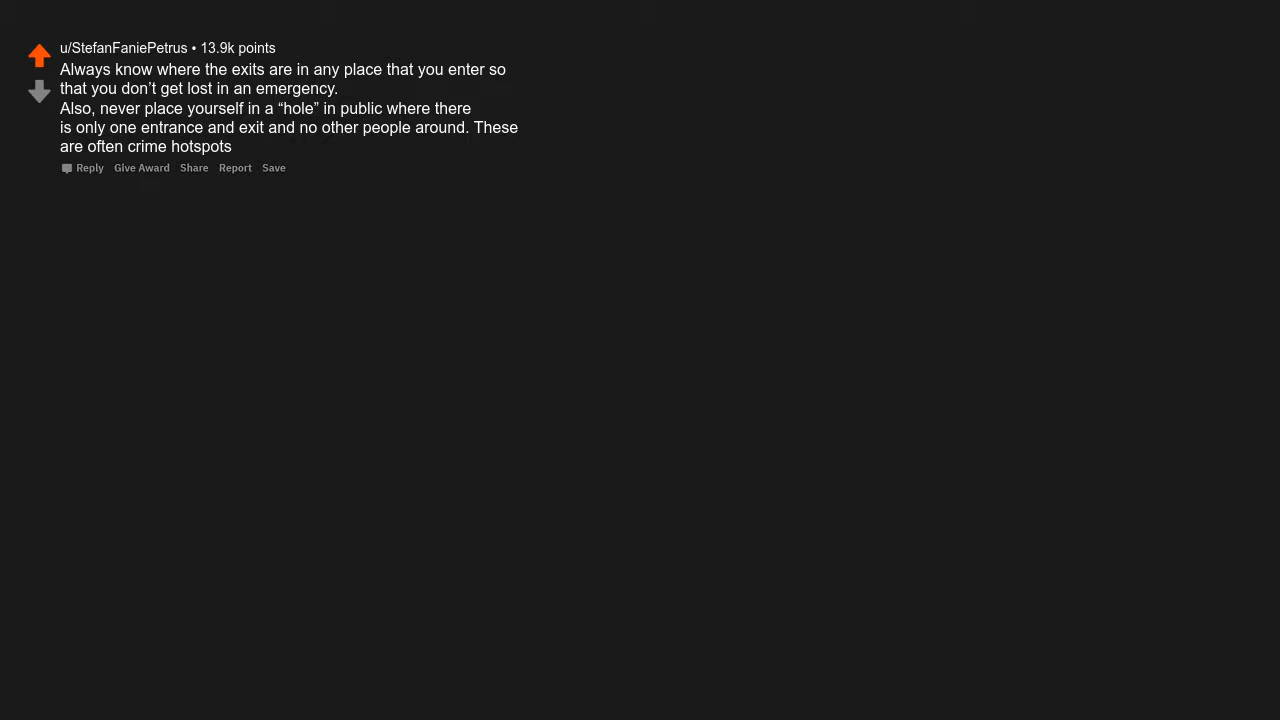 u/StefanFaniePetrus • 13.9k points
Always know where the exits are in any place that you enter so
that you don’t get lost in an emergency.
Also, never place yourself in a “hole” in public where there
is only one entrance and exit and no other people around. These
are often crime hotspots
Reply Give Award Share Report Save